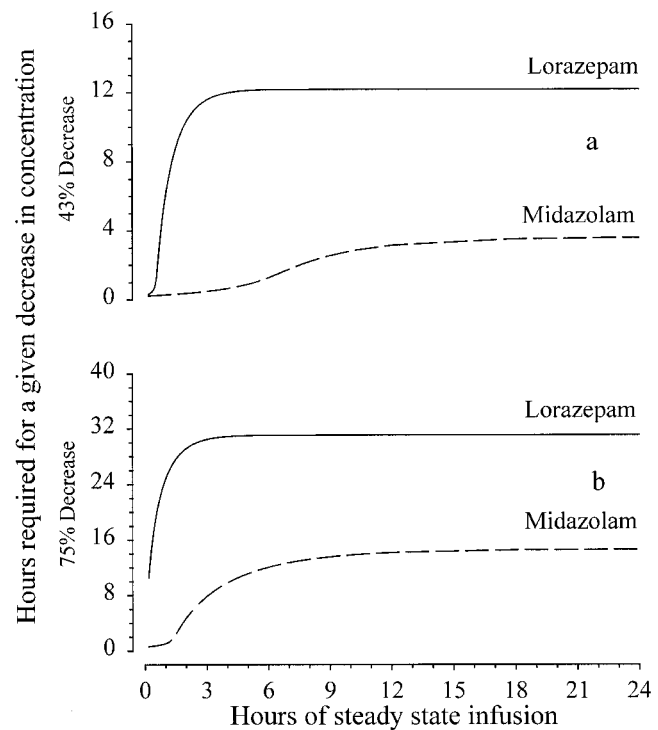 Hours required for a given decrease in concentration
43% Decrease
16
12
8
4
0
Lorazepam
a
Midazolam
75% Decrease
40
32
24
16
8
0
Lorazepam
b
Midazolam
0 3 6 9 12 15 18 21 24
Hours of steady state infusion